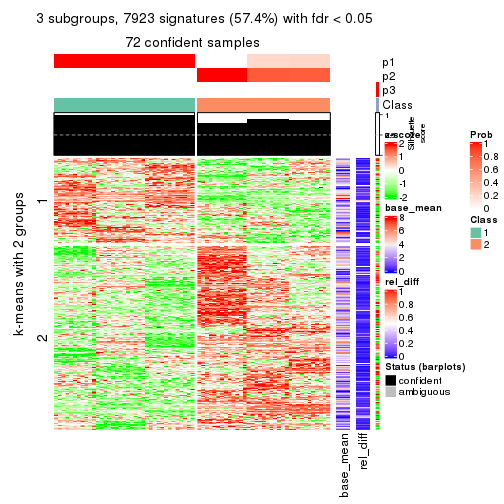 3 subgroups, 7923 signatures (57.4%) with fdr < 0.05
72 confident samples
p1
p2
p3
Class
1
Silhouette
score
z-score
2
1
0
-1
-2
Prob
1
0.8
0.6
0.4
0.2
0
base_mean
8
6
4
2
0
Class
1
2
rel_diff
1
0.8
0.6
0.4
0.2
0
Status (barplots)
confident
ambiguous
k-means with 2 groups
1
2
base_mean
rel_diff